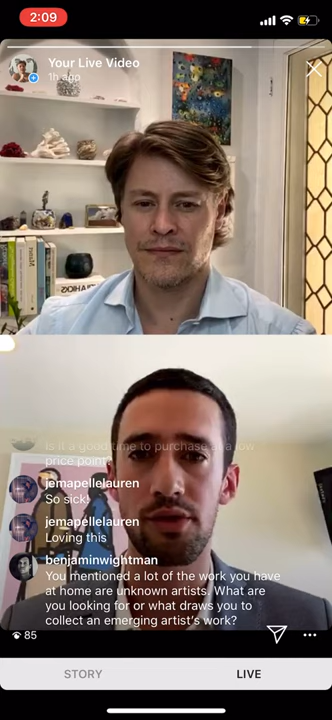 2:09
Your Live Video
1h ago
Is it a good time to purchase at a low
price point?
jemapellelauren
So sick!
jemapellelauren
Loving this
benjaminwightman
You mentioned a lot of the work you have
at home are unknown artists. What are
you looking for or what draws you to
collect an emerging artist's work?
85
STORY
LIVE